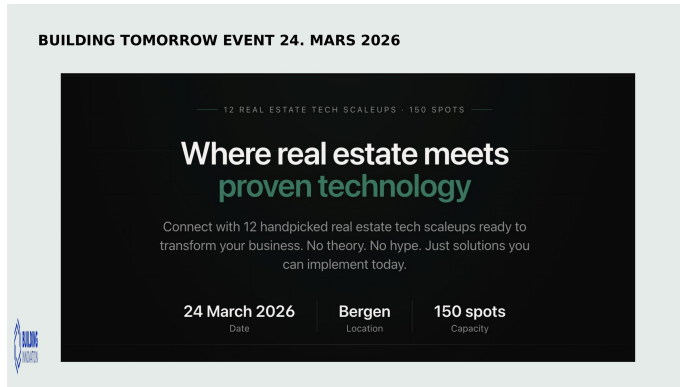 BUILDING TOMORROW EVENT 24. MARS 2026
12 REAL ESTATE TECH SCALEUPS · 150 SPOTS
Where real estate meets
proven technology
Connect with 12 handpicked real estate tech scaleups ready to
transform your business. No theory. No hype. Just solutions you
can implement today.
24 March 2026 Bergen 150 spots
Date Location Capacity
BUILDING
INNOVATION